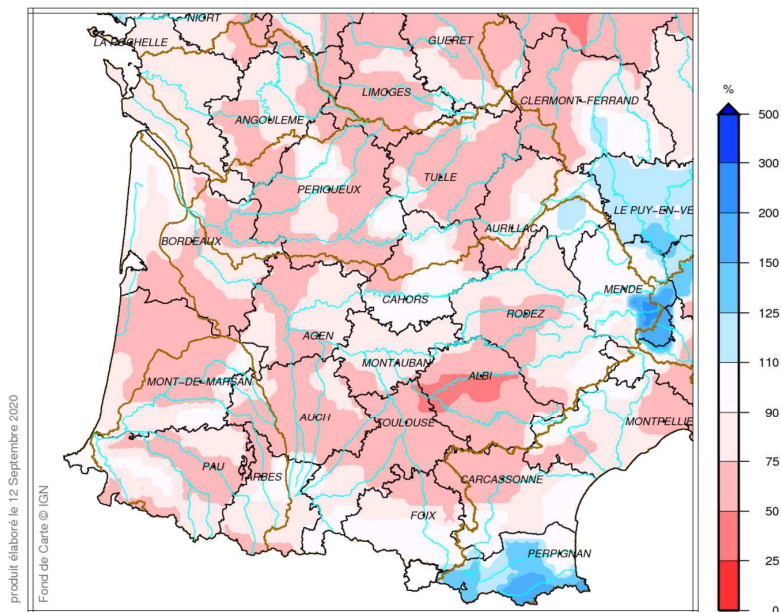 NIORT
LA ROCHELLE
GUERET
LIMOGES
CLERMONT-FERRAND
ANGOULEME
PERIGUEUX
TULLE
LE PUY-EN-VE
AURILLAC
BORDEAUX
MENDE
CAHORS
RODEZ
AGEN
MONTAUBAN
ALBI
MONT-DE-MARSAN
AUCH
TOULOUSE
MONTPELLIE
PAU
TARBES
CARCASSONNE
FOIX
PERPIGNAN
%
500
300
200
150
125
110
90
75
50
25
0
produit élaboré le 12 Septembre 2020
Fond de Carte © IGN